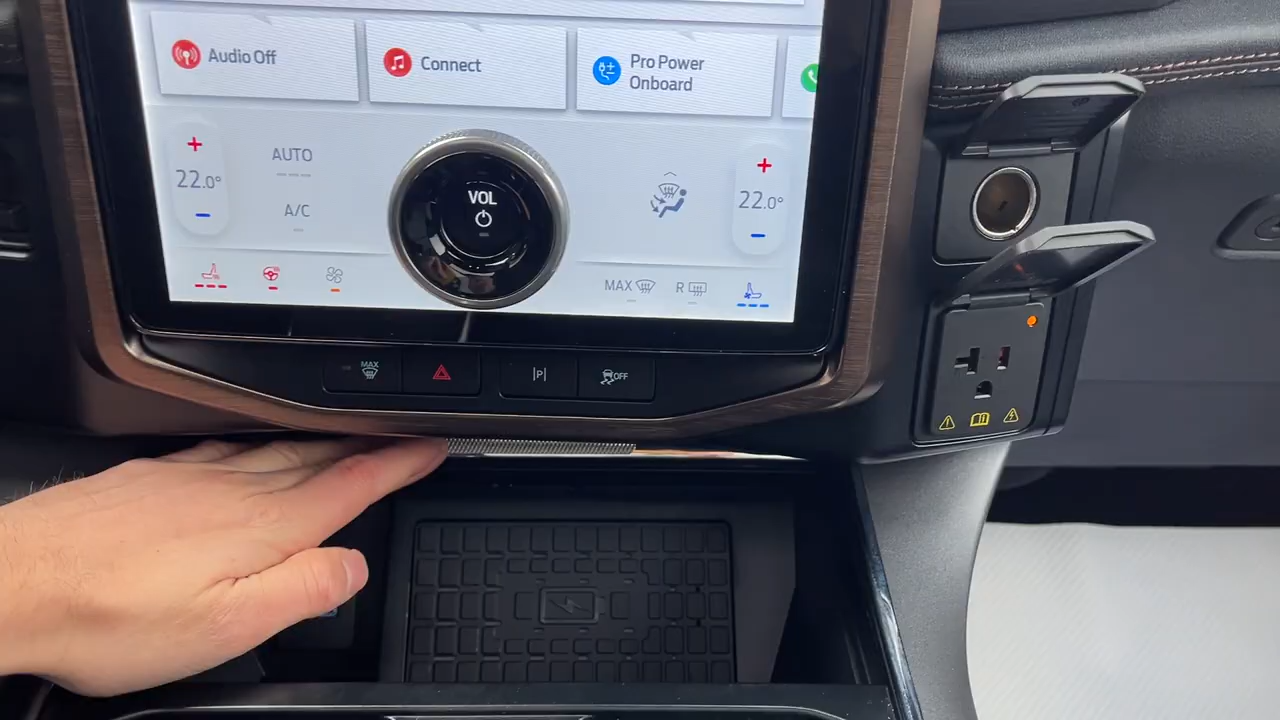 Audio Off
Connect
Pro Power
Onboard
22.0°
AUTO
A/C
VOL
22.0°
MAX
R
MAX
P
OFF